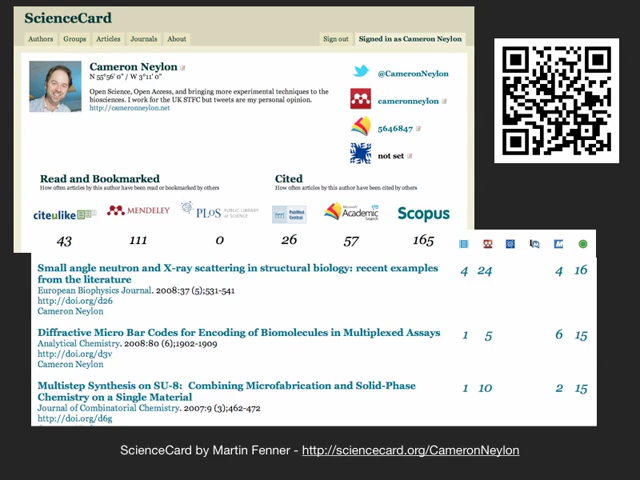 ScienceCard
Authors Groups Articles Journals About Sign out Signed in as Cameron Neylon
Cameron Neylon
N 55°56' 0" / W 3°11' 0"
Open Science, Open Access, and bringing more experimental techniques to the
biosciences. I work for the UK STFC but tweets are my personal opinion.
http://cameronneylon.net
@CameronNeylon
cameronneylon
5646847
not set
Read and Bookmarked
How often articles by this author have been read or bookmarked by others
Cited
How often articles by this author have been cited by others
citeulike MENDELEY PLoS PUBLIC LIBRARY of SCIENCE PubMed Central Microsoft Academic Search Scopus
43 111 0 26 57 165
Small angle neutron and X-ray scattering in structural biology: recent examples
from the literature
4 24 4 16
European Biophysics Journal. 2008:37 (5);531-541
http://doi.org/d26
Cameron Neylon
Diffractive Micro Bar Codes for Encoding of Biomolecules in Multiplexed Assays
1 5 6 15
Analytical Chemistry. 2008:80 (6);1902-1909
http://doi.org/d3v
Cameron Neylon
Multistep Synthesis on SU-8: Combining Microfabrication and Solid-Phase
Chemistry on a Single Material
1 10 2 15
Journal of Combinatorial Chemistry. 2007:9 (3);462-472
http://doi.org/d6g
ScienceCard by Martin Fenner - http://sciencecard.org/CameronNeylon